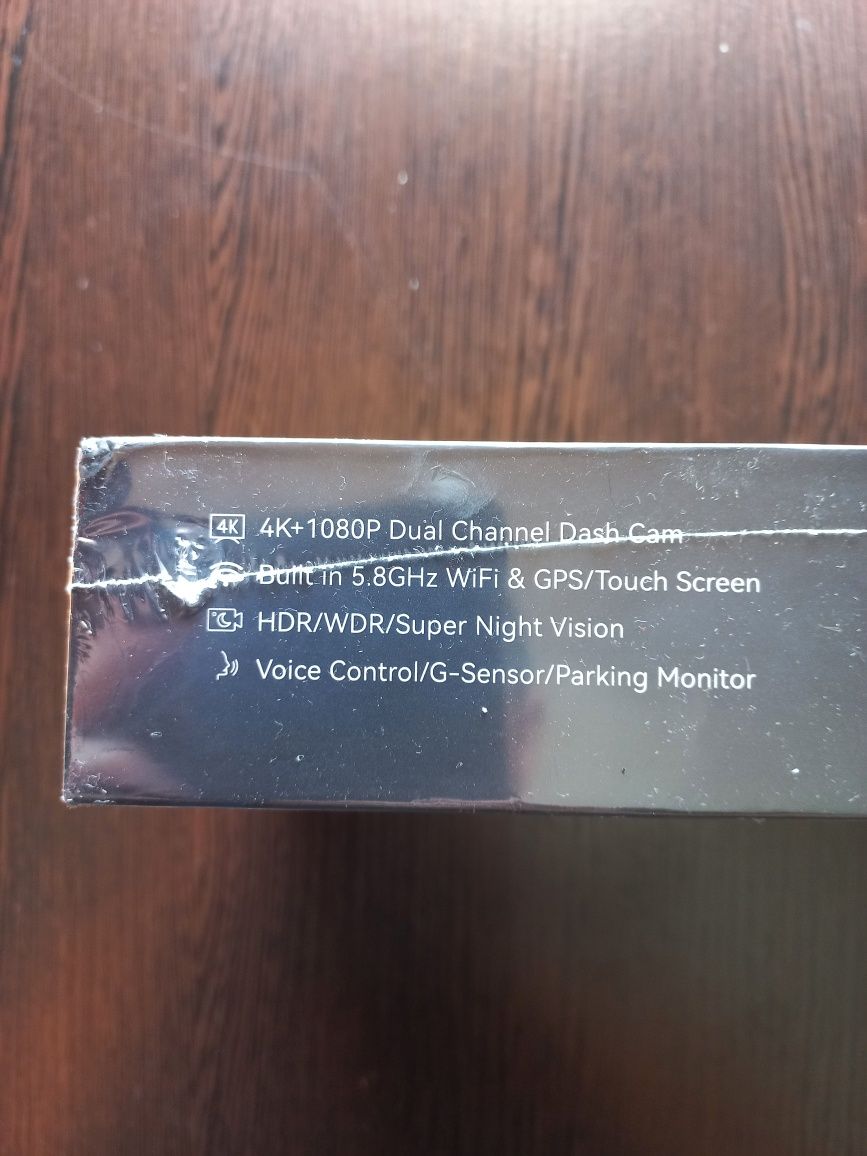 4K 4K+1080P Dual Channel Dash Cam
Built in 5.8GHz WiFi & GPS/Touch Screen
HDR/WDR/Super Night Vision
Voice Control/G-Sensor/Parking Monitor